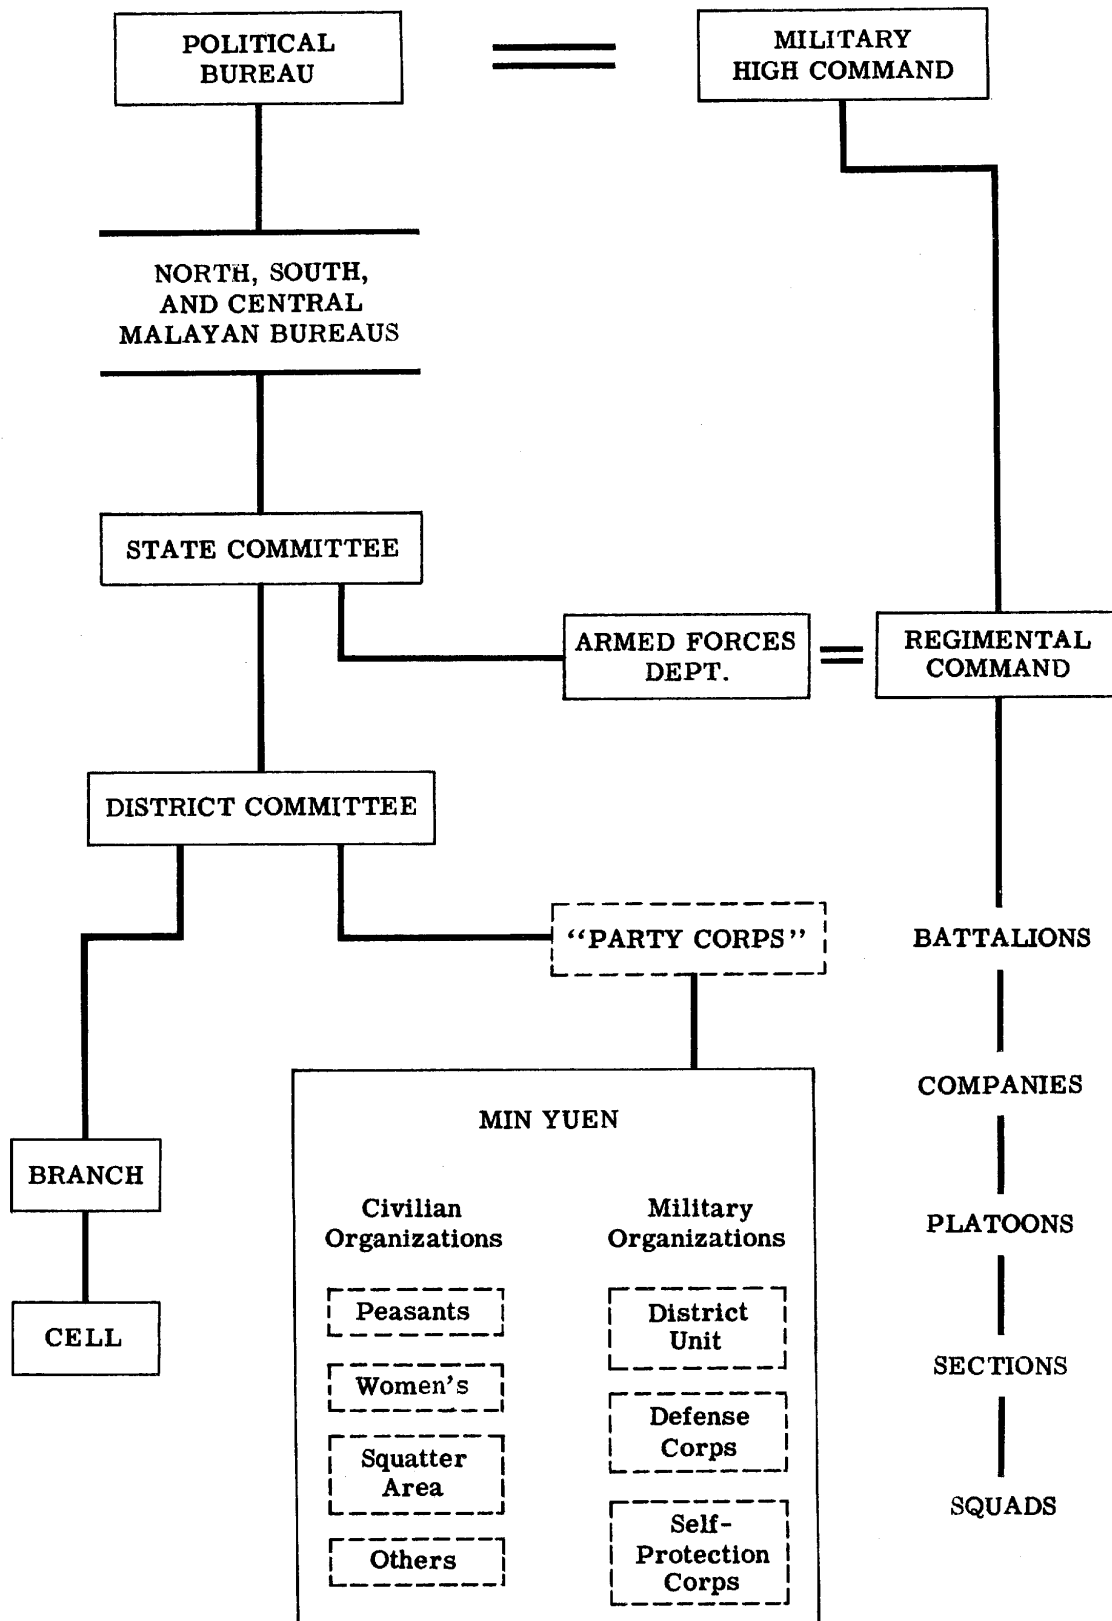 POLITICAL
BUREAU
MILITARY
HIGH COMMAND
NORTH, SOUTH,
AND CENTRAL
MALAYAN BUREAUS
STATE COMMITTEE
ARMED FORCES
DEPT.
REGIMENTAL
COMMAND
DISTRICT COMMITTEE
“PARTY CORPS”
BATTALIONS
COMPANIES
PLATOONS
SECTIONS
SQUADS
BRANCH
CELL
MIN YUEN
Civilian
Organizations
Peasants
Women's
Squatter
Area
Others
Military
Organizations
District
Unit
Defense
Corps
Self-
Protection
Corps